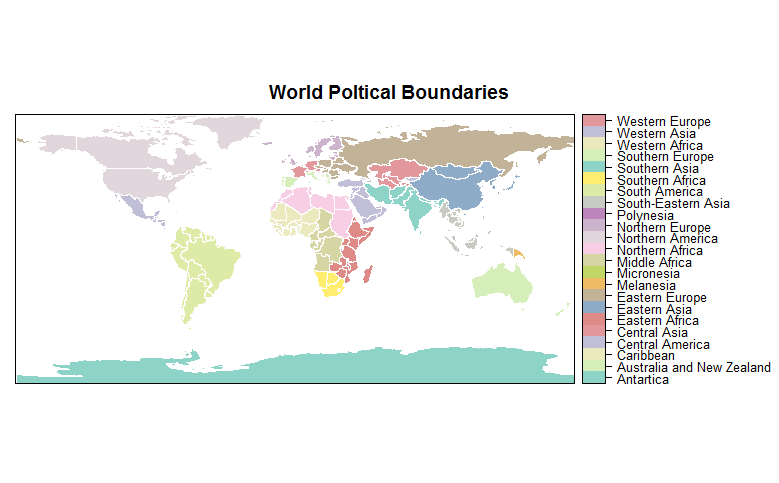 World Poltical Boundaries
Western Europe
Western Asia
Western Africa
Southern Europe
Southern Asia
Southern Africa
South America
South-Eastern Asia
Polynesia
Northern Europe
Northern America
Northern Africa
Middle Africa
Micronesia
Melanesia
Eastern Europe
Eastern Asia
Eastern Africa
Central Asia
Central America
Caribbean
Australia and New Zealand
Antartica